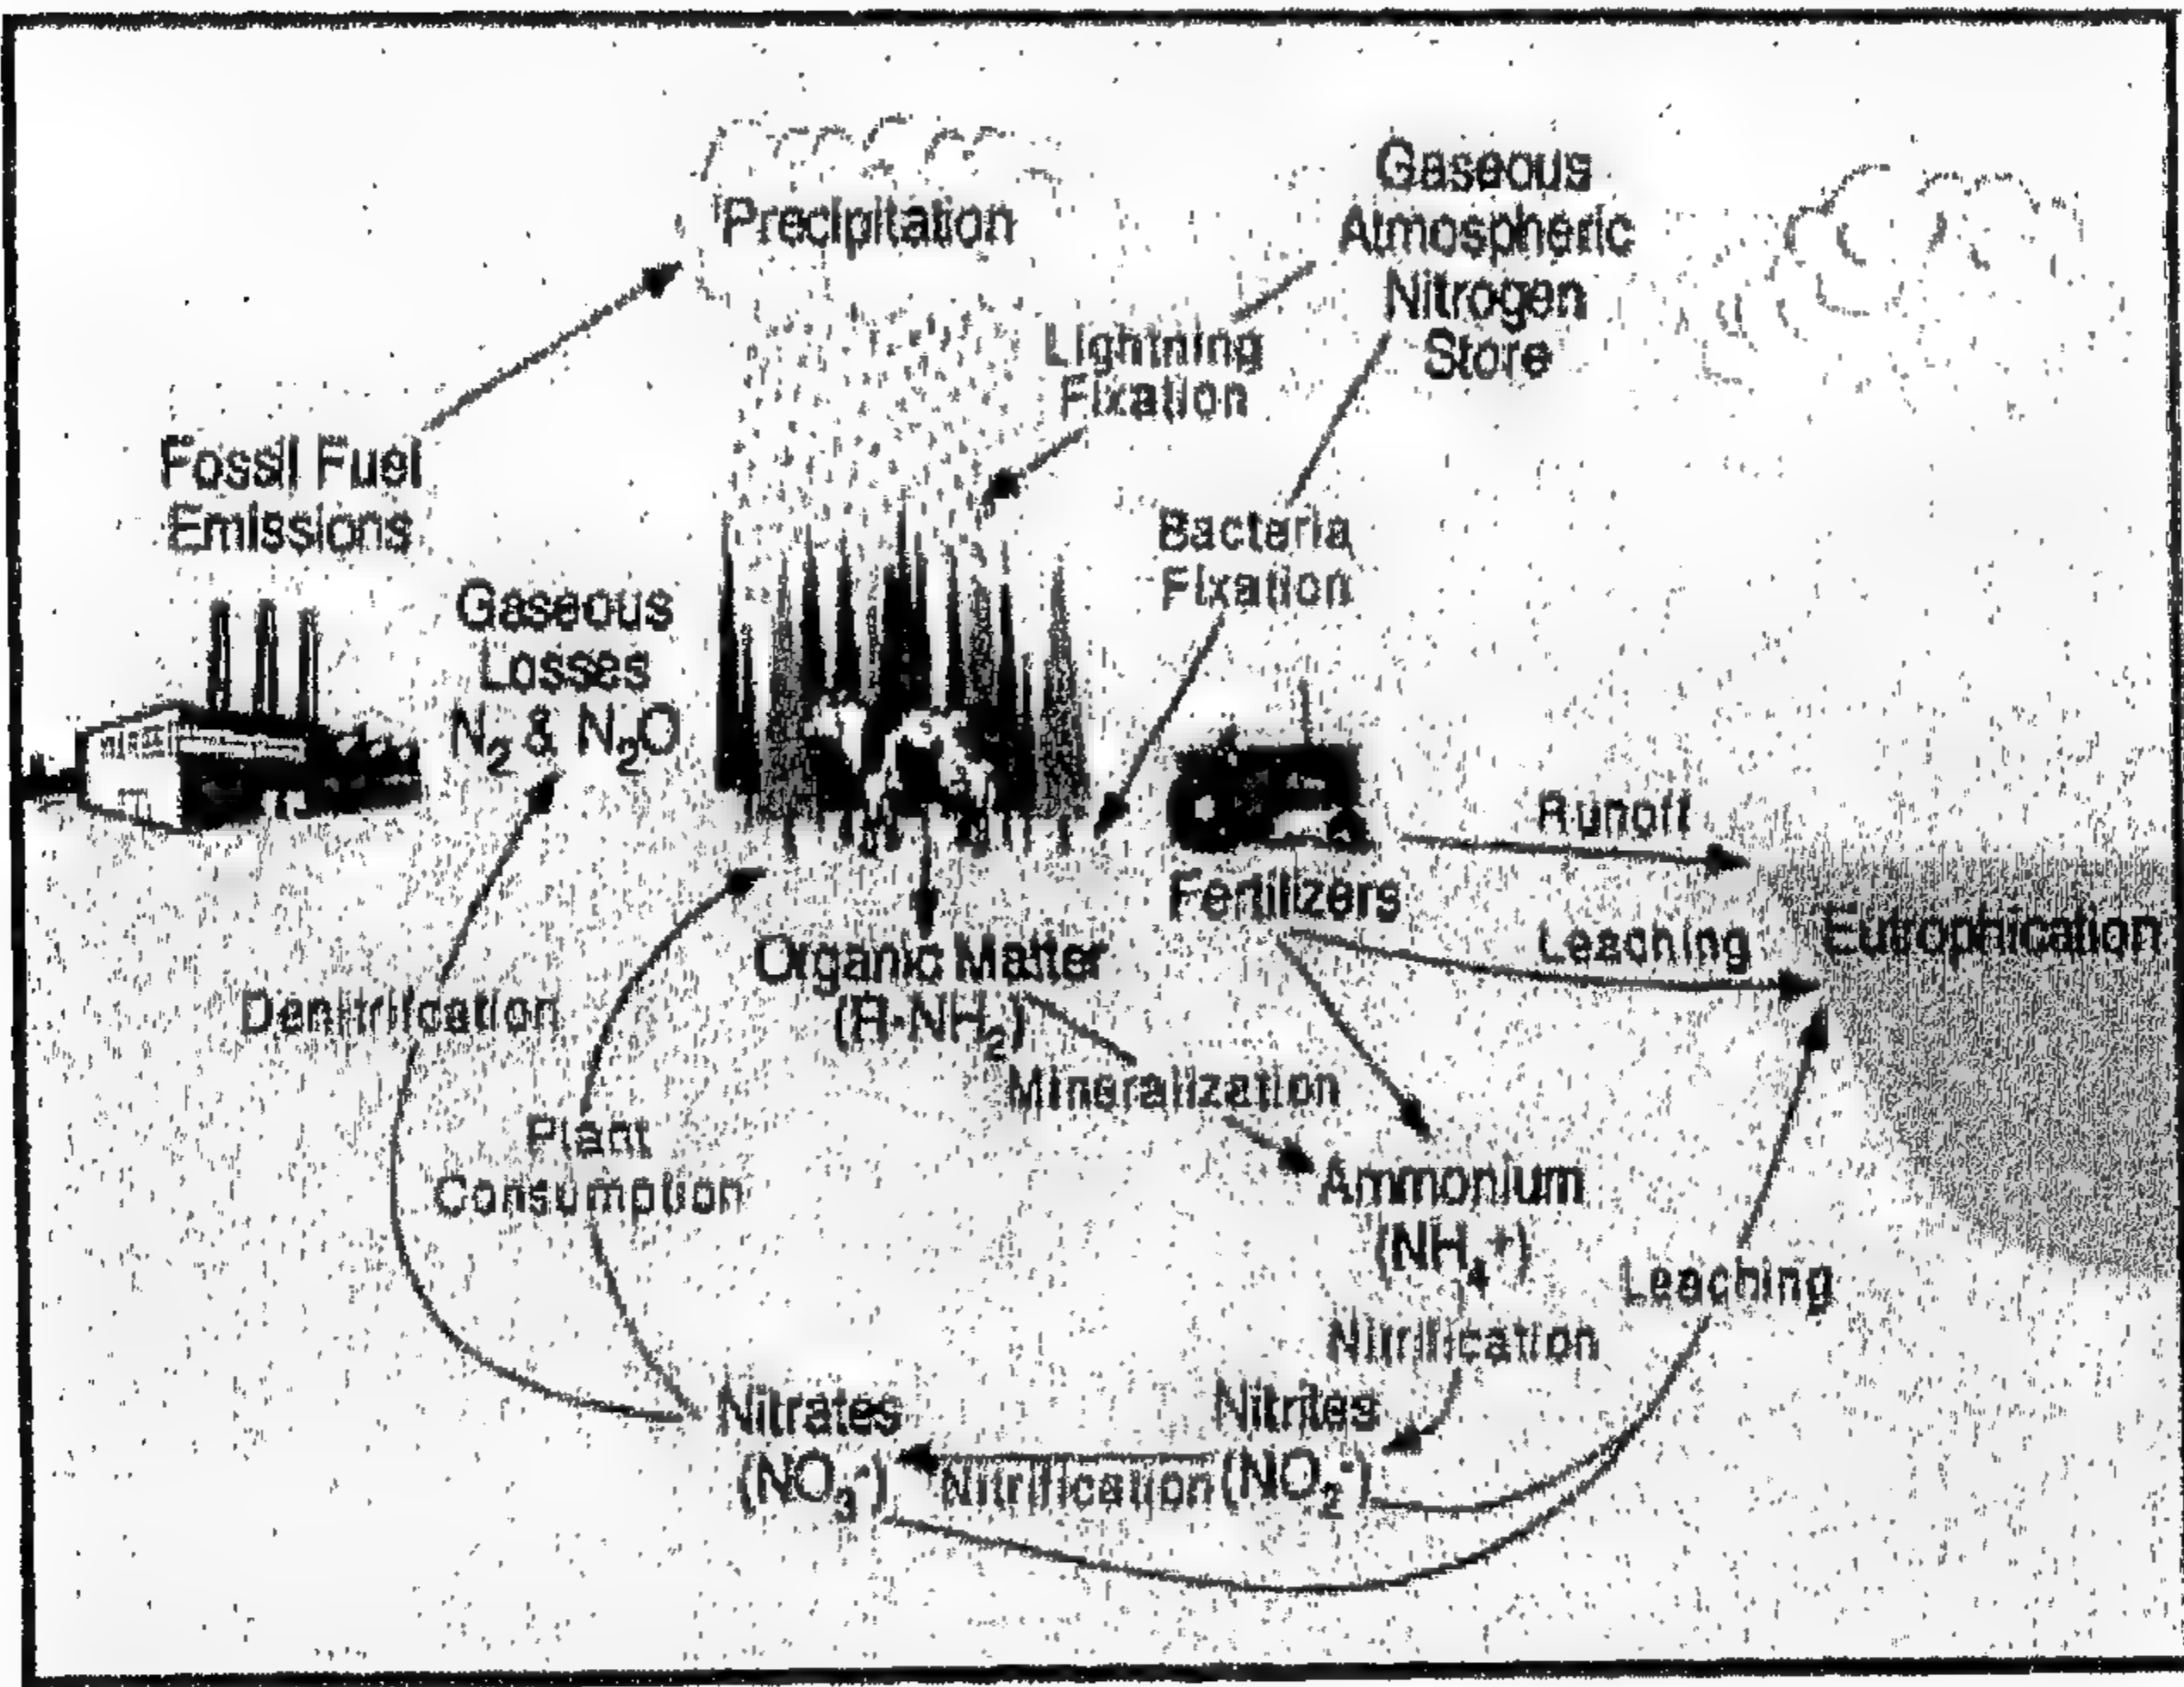 Precipitation
Gaseous
Atmospheric
Nitrogen
Store
Lightning
Fixation
Fossil Fuel
Emissions
Bacteria
Fixation
Gaseous
Losses
N₂ & N₂O
Runoff
Fertilizers
Leaching
Eutrophication
Organic Matter
(R-NH₂)
Denitrifcation
Mineralization
Plant
Consumption
Ammonium
(NH₄⁺)
Leaching
Nitrification
Nitrates
(NO₃⁻)
Nitrification
Nitrites
(NO₂⁻)